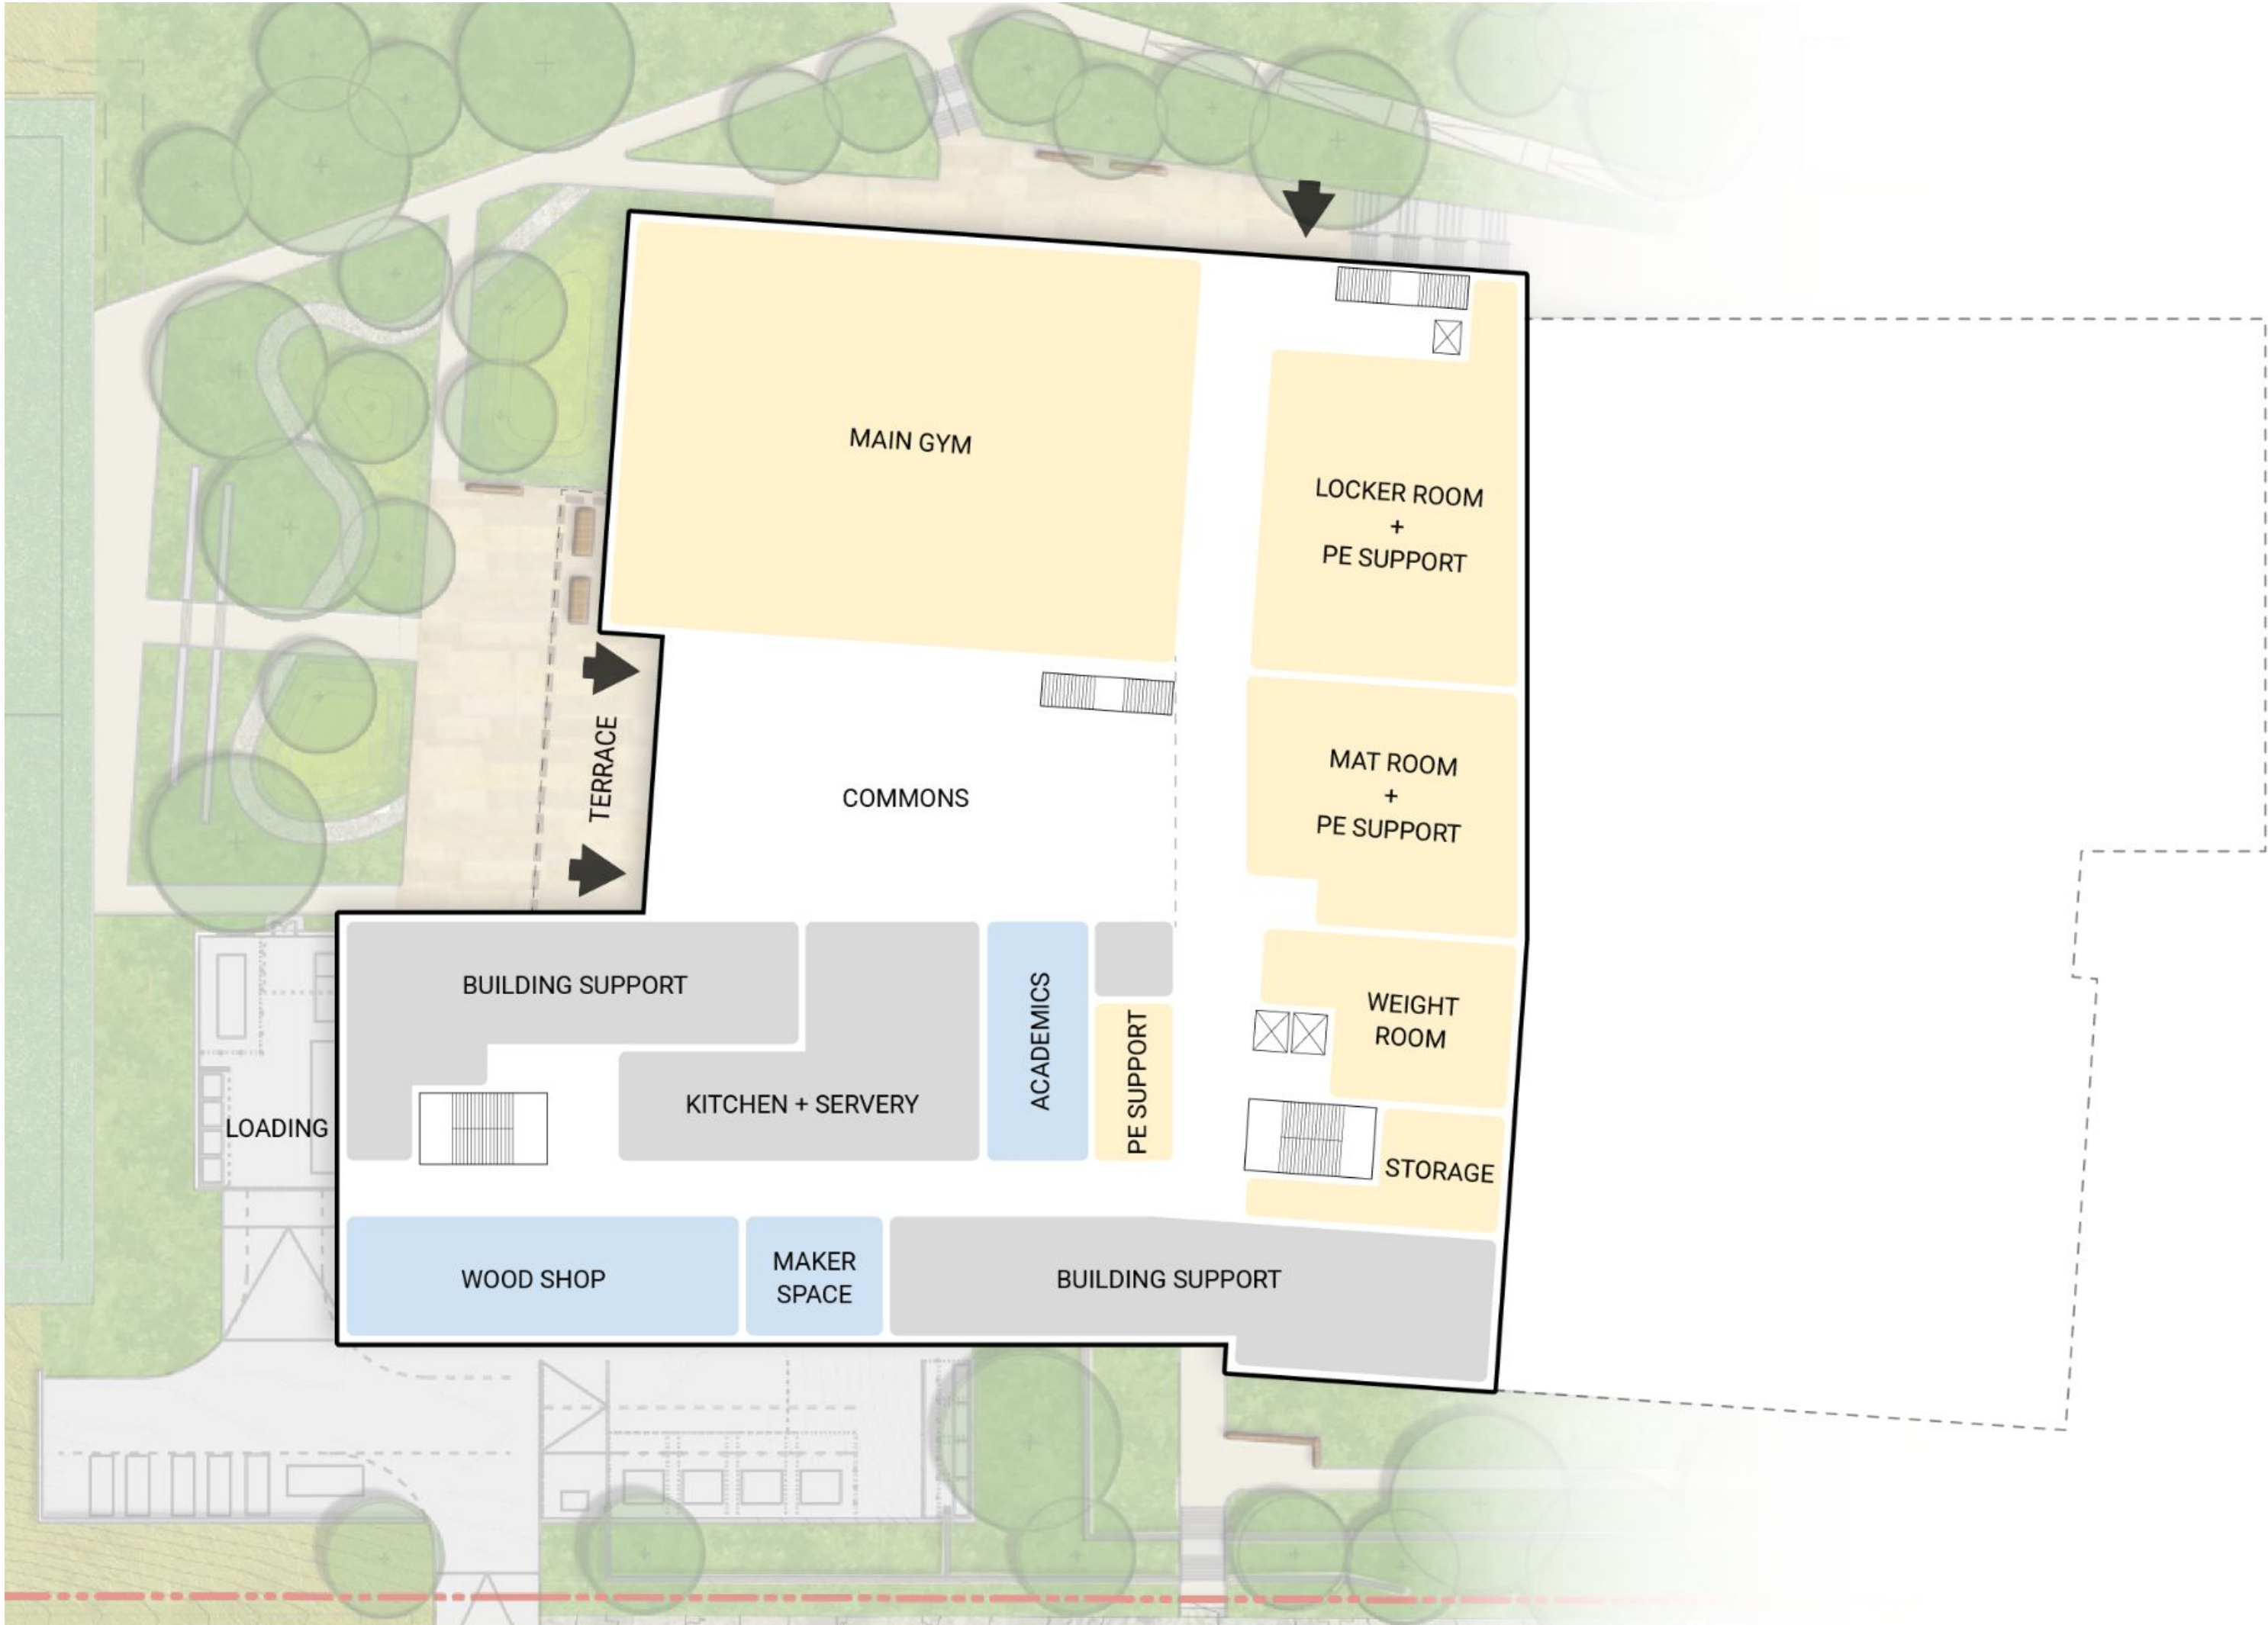 MAIN GYM
LOCKER ROOM
+
PE SUPPORT
TERRACE
COMMONS
MAT ROOM
+
PE SUPPORT
BUILDING SUPPORT
KITCHEN + SERVERY
ACADEMICS
PE SUPPORT
WEIGHT
ROOM
LOADING
STORAGE
WOOD SHOP
MAKER
SPACE
BUILDING SUPPORT